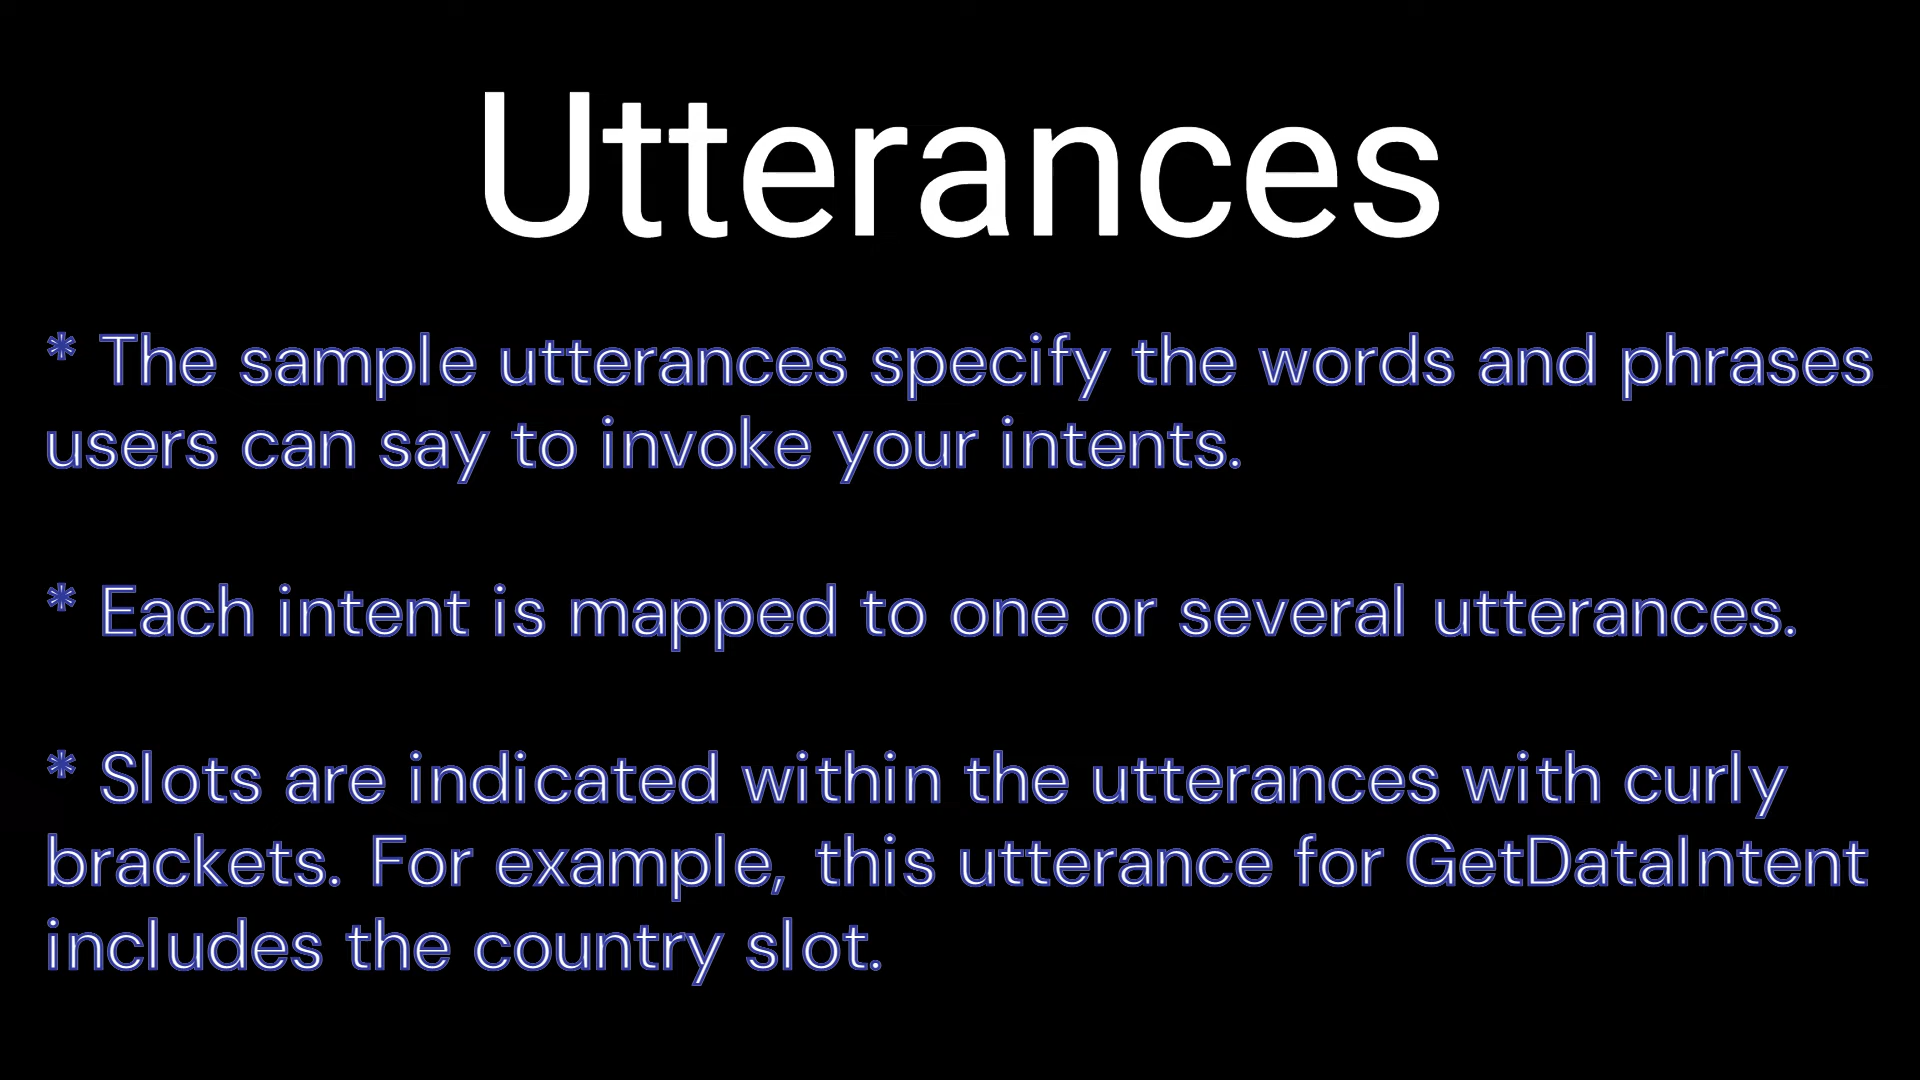 Utterances
* The sample utterances specify the words and phrases
users can say to invoke your intents.
* Each intent is mapped to one or several utterances.
* Slots are indicated within the utterances with curly
brackets. For example, this utterance for GetDataIntent
includes the country slot.